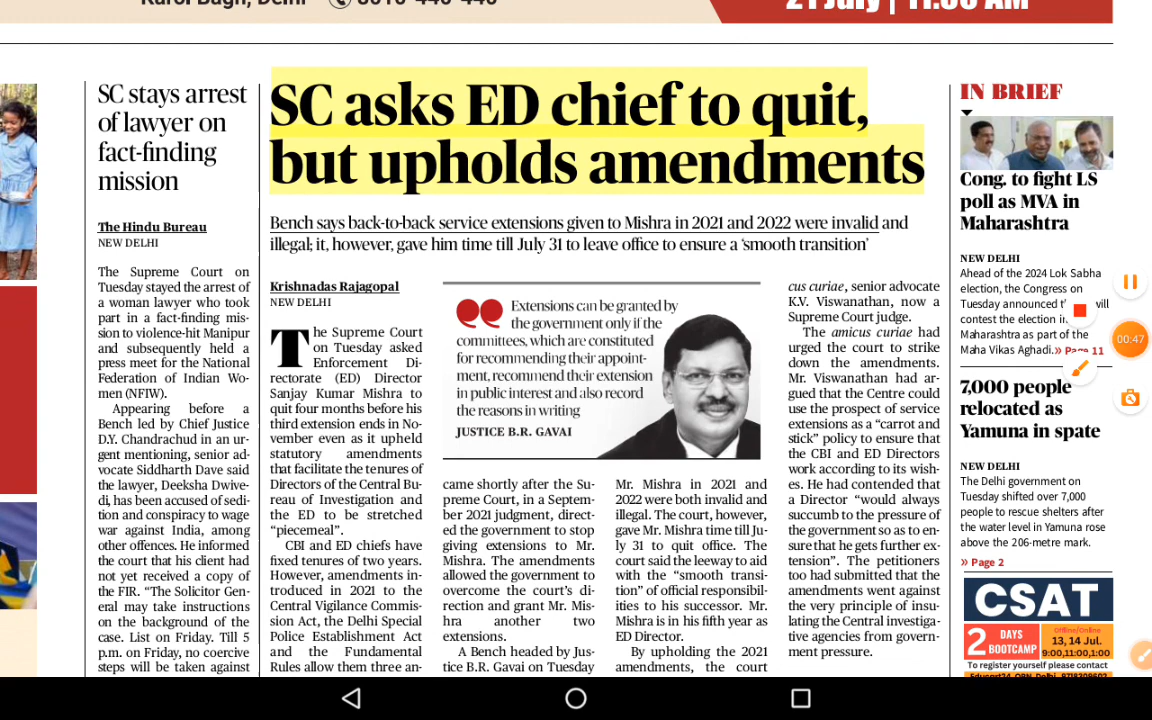 Karol Bagh, Delhi
21 July | 11:00 AM
SC stays arrest
of lawyer on
fact-finding
mission
The Hindu Bureau
NEW DELHI
The Supreme Court on
Tuesday stayed the arrest of
a woman lawyer who took
part in a fact-finding mis-
sion to violence-hit Manipur
and subsequently held a
press meet for the National
Federation of Indian Wo-
men (NFIW).
Appearing before a
Bench led by Chief Justice
D.Y. Chandrachud in an ur-
gent mentioning, senior ad-
vocate Siddharth Dave said
the lawyer, Deeksha Dwive-
di, has been accused of sedi-
tion and conspiracy to wage
war against India, among
other offences. He informed
the court that his client had
not yet received a copy of
the FIR. “The Solicitor Gen-
eral may take instructions
on the background of the
case. List on Friday. Till 5
p.m. on Friday, no coercive
steps will be taken against
SC asks ED chief to quit,
but upholds amendments
Bench says back-to-back service extensions given to Mishra in 2021 and 2022 were invalid and
illegal; it, however, gave him time till July 31 to leave office to ensure a ‘smooth transition’
Krishnadas Rajagopal
NEW DELHI
The Supreme Court
on Tuesday asked
Enforcement Di-
rectorate (ED) Director
Sanjay Kumar Mishra to
quit four months before his
third extension ends in No-
vember even as it upheld
statutory amendments
that facilitate the tenures of
Directors of the Central Bu-
reau of Investigation and
the ED to be stretched
“piecemeal”.
CBI and ED chiefs have
fixed tenures of two years.
However, amendments in-
troduced in 2021 to the
Central Vigilance Commis-
sion Act, the Delhi Special
Police Establishment Act
and the Fundamental
Rules allow them three an-
Extensions can be granted by
the government only if the
committees, which are constituted
for recommending their appoint-
ment, recommend their extension
in public interest and also record
the reasons in writing
JUSTICE B.R. GAVAI
came shortly after the Su-
preme Court, in a Septem-
ber 2021 judgment, direct-
ed the government to stop
giving extensions to Mr.
Mishra. The amendments
allowed the government to
overcome the court’s di-
rection and grant Mr. Mis-
hra another two
extensions.
A Bench headed by Jus-
tice B.R. Gavai on Tuesday
Mr. Mishra in 2021 and
2022 were both invalid and
illegal. The court, however,
gave Mr. Mishra time till Ju-
ly 31 to quit office. The
court said the leeway to aid
with the “smooth transi-
tion” of official responsibil-
ities to his successor. Mr.
Mishra is in his fifth year as
ED Director.
By upholding the 2021
amendments, the court
cus curiae, senior advocate
K.V. Viswanathan, now a
Supreme Court judge.
The amicus curiae had
urged the court to strike
down the amendments.
Mr. Viswanathan had ar-
gued that the Centre could
use the prospect of service
extensions as a “carrot and
stick” policy to ensure that
the CBI and ED Directors
work according to its wish-
es. He had contended that
a Director “would always
succumb to the pressure of
the government so as to en-
sure that he gets further ex-
tension”. The petitioners
too had submitted that the
amendments went against
the very principle of insu-
lating the Central investiga-
tive agencies from govern-
ment pressure.
IN BRIEF
Cong. to fight LS
poll as MVA in
Maharashtra
NEW DELHI
Ahead of the 2024 Lok Sabha
election, the Congress on
Tuesday announced will
contest the election
Maharashtra as part of the
Maha Vikas Aghadi. » Page 11
00:47
7,000 people
relocated as
Yamuna in spate
NEW DELHI
The Delhi government on
Tuesday shifted over 7,000
people to rescue shelters after
the water level in Yamuna rose
above the 206-metre mark.
» Page 2
CSAT
2 DAYS
BOOTCAMP
Offline/Online
13, 14 Jul.
9:00,11:00,1:00
To register yourself please contact